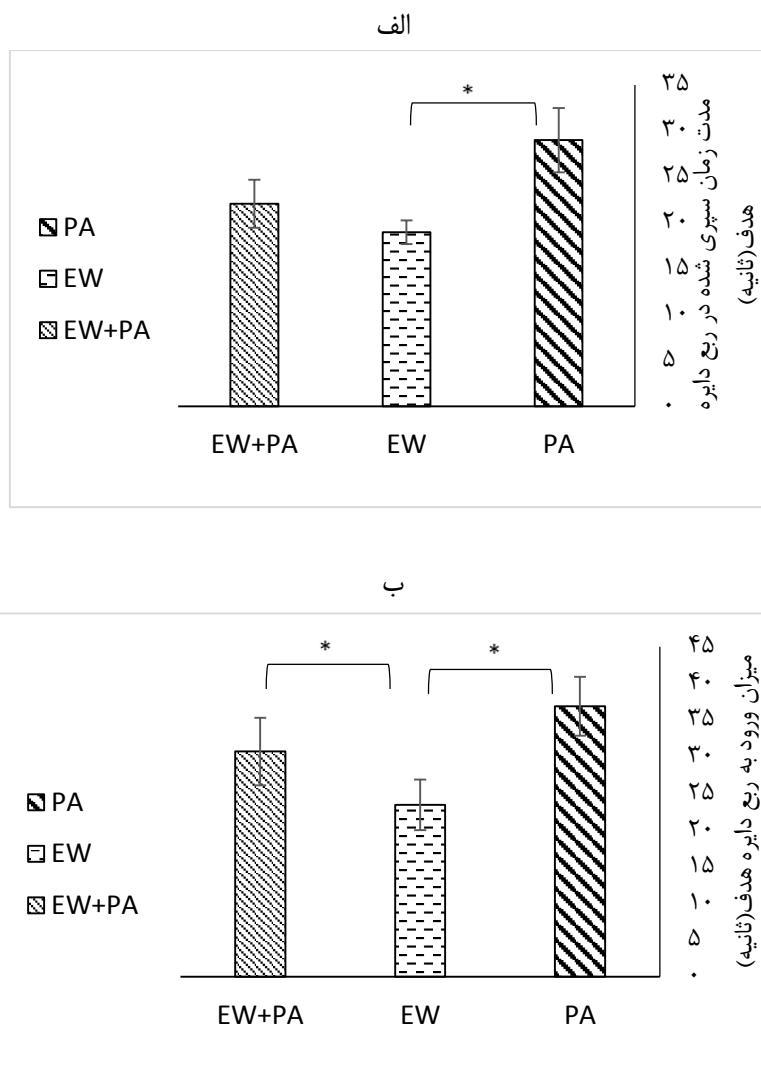 الف
*
۳۵
۳۰
۲۵
۲۰
۱۵
۱۰
۵
۰
مدت زمان سپری شده در ربع دایره
هدف(ثانیه)
PA
EW
EW+PA
EW+PA EW PA
ب
* *
۴۵
۴۰
۳۵
۳۰
۲۵
۲۰
۱۵
۱۰
۵
۰
میزان ورود به ربع دایره هدف(ثانیه)
PA
EW
EW+PA
EW+PA EW PA